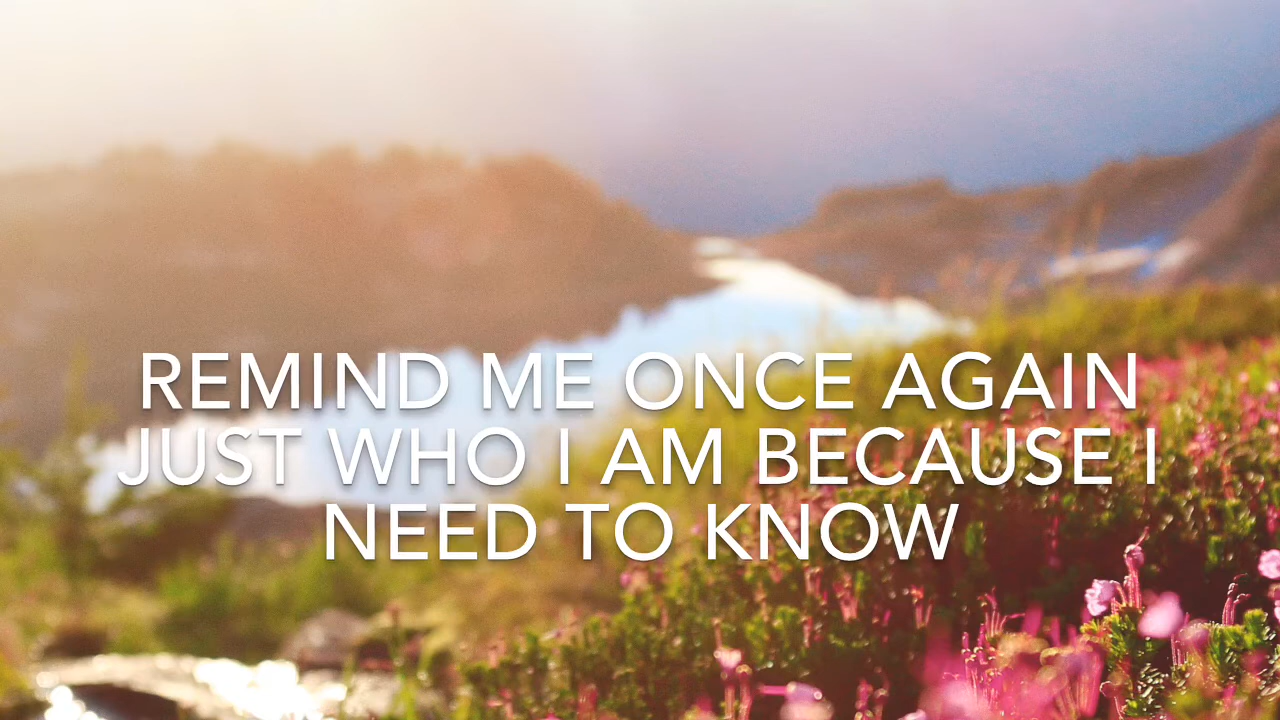 REMIND ME ONCE AGAIN
JUST WHO I AM BECAUSE I
NEED TO KNOW